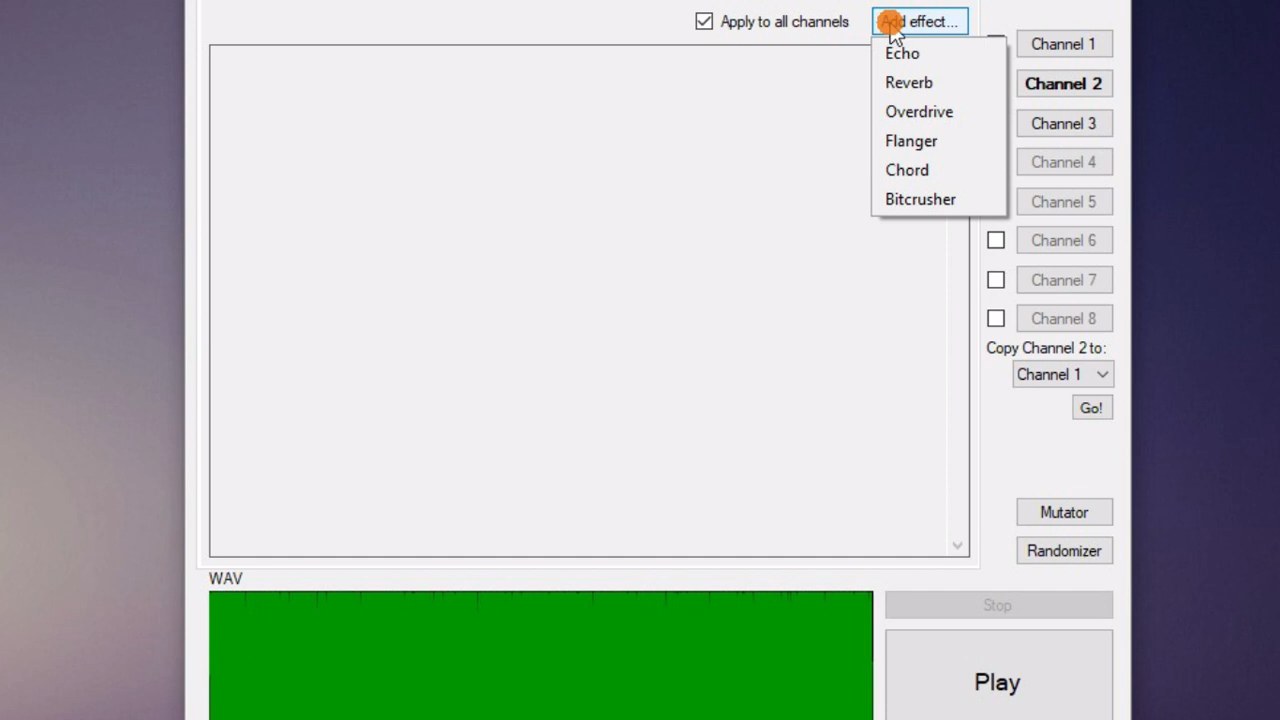 Apply to all channels
Add effect...
Echo
Reverb
Overdrive
Flanger
Chord
Bitcrusher
Channel 1
Channel 2
Channel 3
Channel 4
Channel 5
Channel 6
Channel 7
Channel 8
Copy Channel 2 to:
Channel 1
Go!
Mutator
Randomizer
WAV
Stop
Play